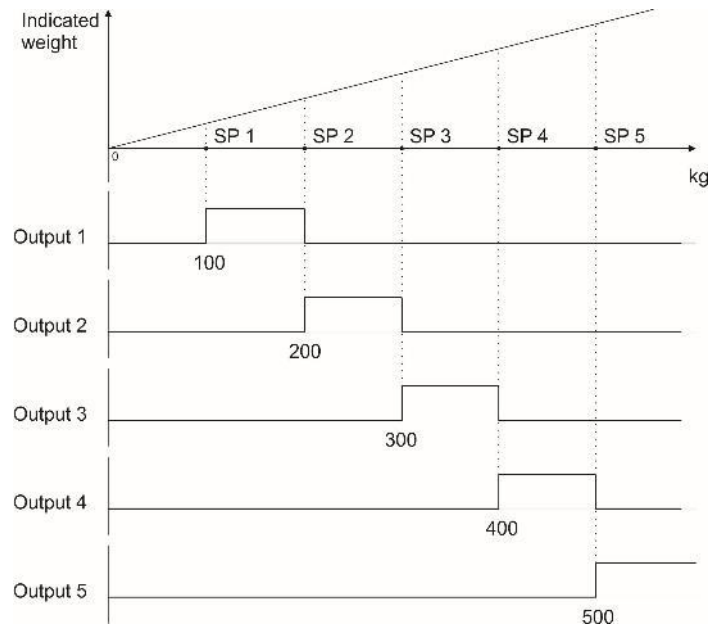 Indicated
weight
0
SP 1 SP 2 SP 3 SP 4 SP 5
kg
Output 1
100
Output 2
200
Output 3
300
Output 4
400
Output 5
500